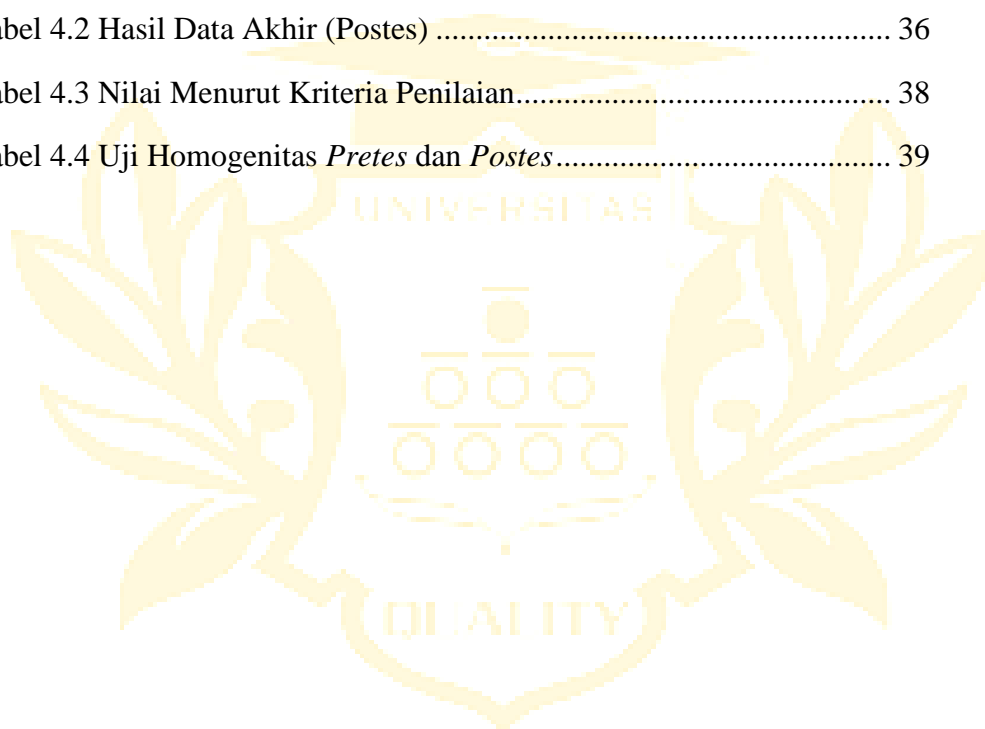 abel 4.2 Hasil Data Akhir (Postes) ................................................ 36
abel 4.3 Nilai Menurut Kriteria Penilaian........................................ 38
abel 4.4 Uji Homogenitas Pretes dan Postes.................................... 39
UNIVERSITAS
QUALITY